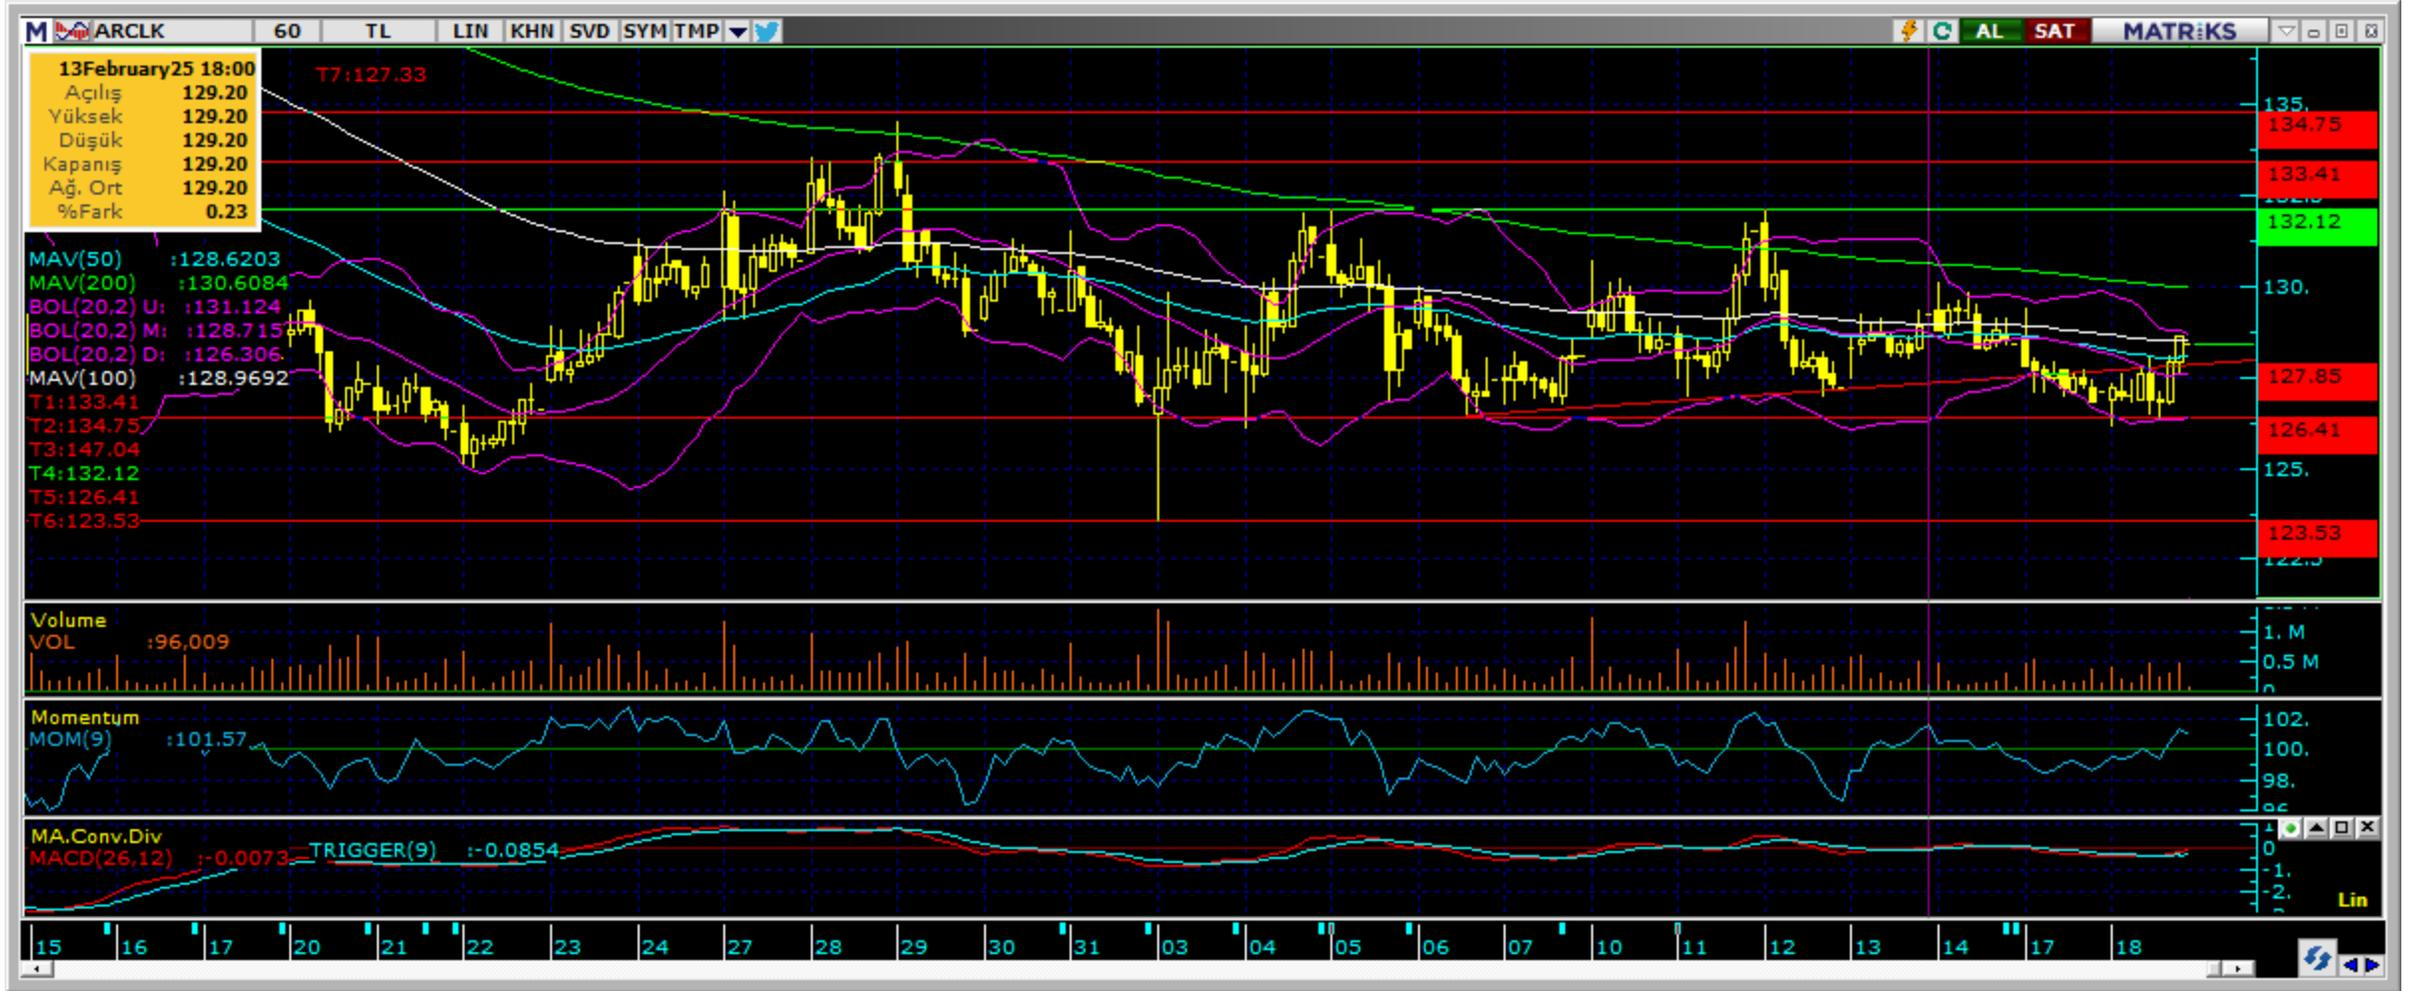 M ARCLK 60 TL LIN KHN SVD SYM TMP AL SAT MATRiKS
13February25 18:00
Açılış 129.20
Yüksek 129.20
Düşük 129.20
Kapanış 129.20
Ağ. Ort 129.20
%Fark 0.23
T7:127.33
MAV(50) :128.6203
MAV(200) :130.6084
BOL(20,2) U: :131.124
BOL(20,2) M: :128.715
BOL(20,2) D: :126.306
MAV(100) :128.9692
T1:133.41
T2:134.75
T3:147.04
T4:132.12
T5:126.41
T6:123.53
135.
134.75
133.41
132.12
130.
127.85
126.41
125.
123.53
Volume
VOL :96,009
1. M
0.5 M
0
Momentum
MOM(9) :101.57
102.
100.
98.
96
MA.Conv.Div
MACD(26,12) :-0.0073 TRIGGER(9) :-0.0854
1
0
-1.
-2.
Lin
15 16 17 20 21 22 23 24 27 28 29 30 31 03 04 05 06 07 10 11 12 13 14 17 18